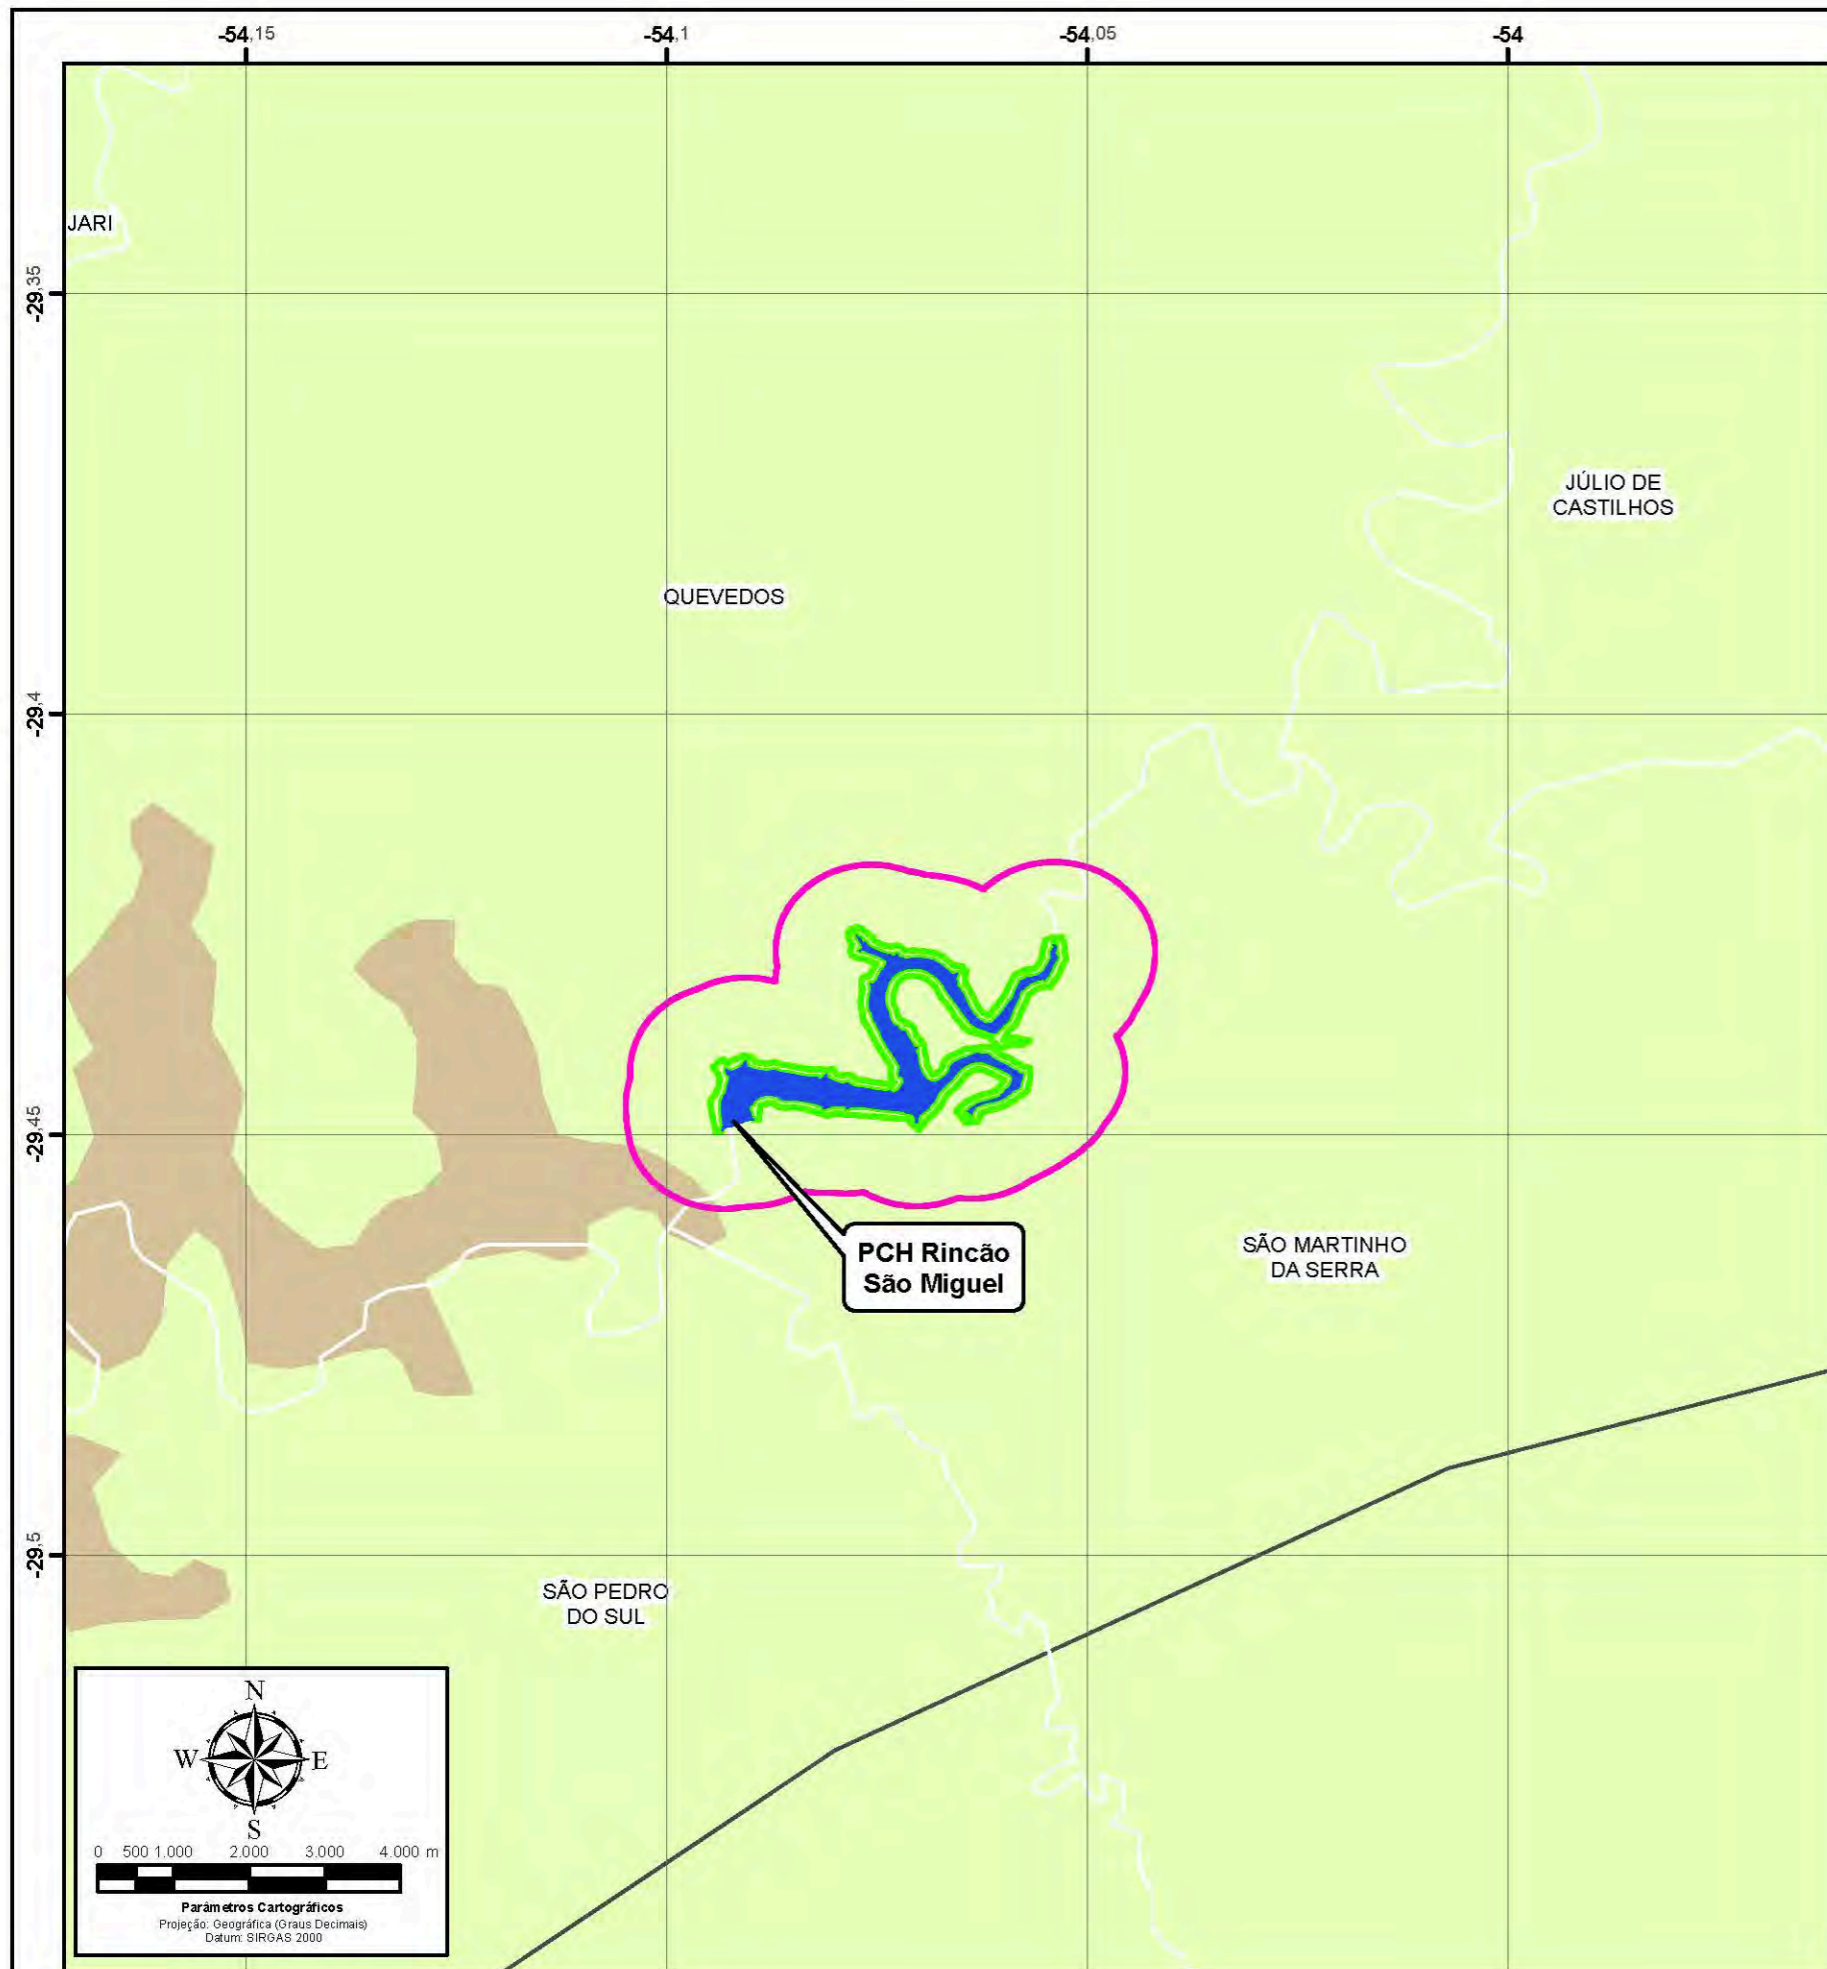 -54,15
-54,1
-54,05
-54
JARI
-29,35
JÚLIO DE
CASTILHOS
QUEVEDOS
-29,4
-29,45
PCH Rincão
São Miguel
SÃO MARTINHO
DA SERRA
-29,5
SÃO PEDRO
DO SUL
N
W
E
S
0 500 1.000 2.000 3.000 4.000 m
Parâmetros Cartográficos
Projeção: Geográfica (Graus Decimais)
Datum: SIRGAS 2000